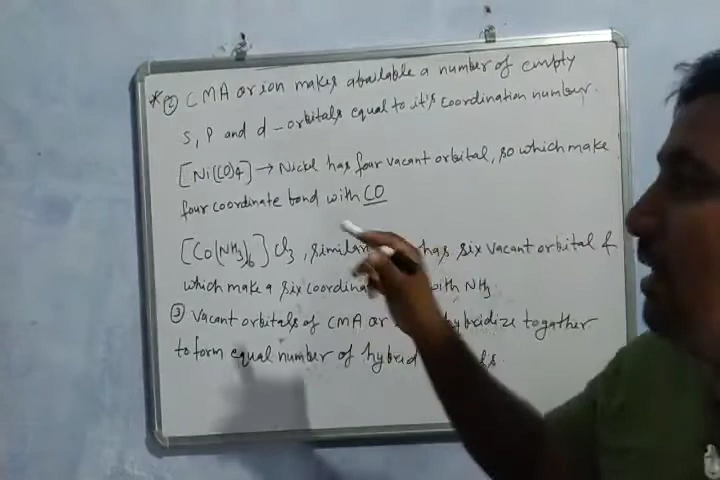 *② CMA or ion makes available a number of empty
s, p and d-orbitals equal to it's coordination number.
[Ni(CO)4] → Nickel has four vacant orbital, so which make
four coordinate bond with CO
[Co(NH3)6]Cl3, similar has six vacant orbital &
which make a six coordina with NH3
③ Vacant orbitals of CMA or hybridize together
to form equal number of hybrid